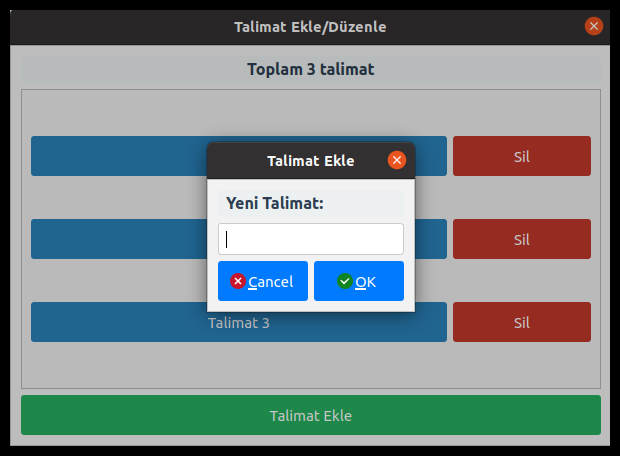 Talimat Ekle/Düzenle
Toplam 3 talimat
Sil
Talimat Ekle
Yeni Talimat:
Sil
Cancel
OK
Talimat 3
Sil
Talimat Ekle